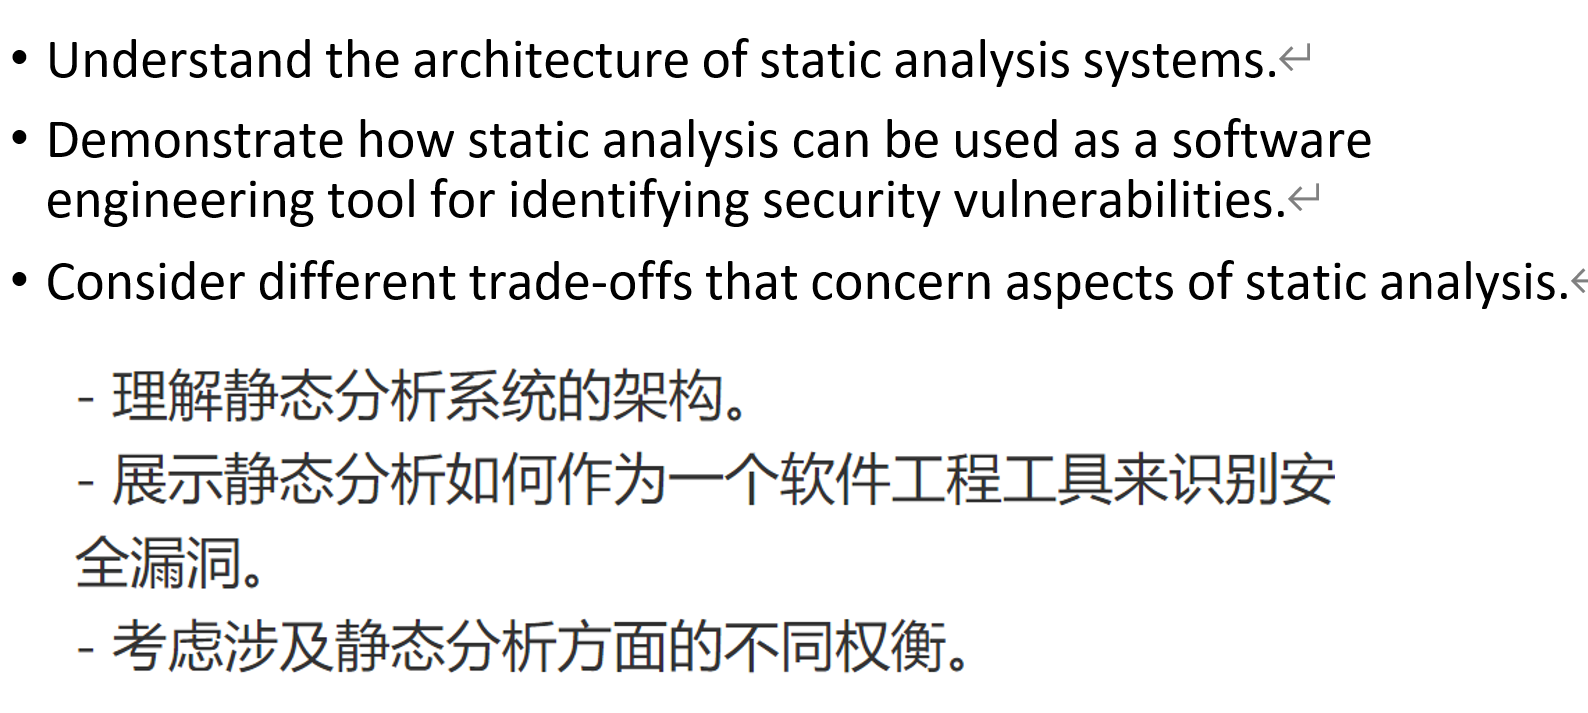 • Understand the architecture of static analysis systems.↵
• Demonstrate how static analysis can be used as a software
engineering tool for identifying security vulnerabilities.↵
• Consider different trade-offs that concern aspects of static analysis.←
- 理解静态分析系统的架构。
- 展示静态分析如何作为一个软件工程工具来识别安
全漏洞。
- 考虑涉及静态分析方面的不同权衡。